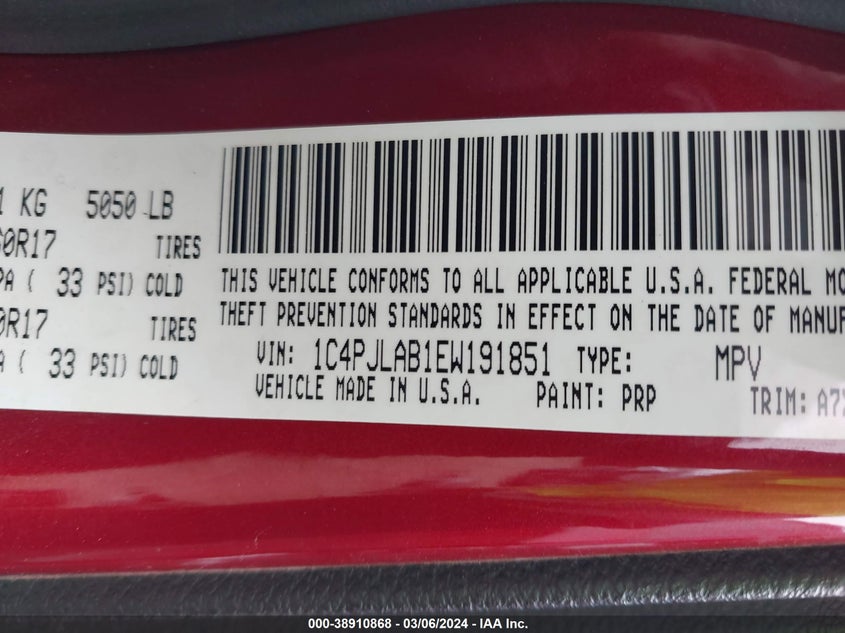 1 KG 5050 LB
0R17 TIRES
PA ( 33 PSI) COLD
0R17 TIRES
A ( 33 PSI) COLD
THIS VEHICLE CONFORMS TO ALL APPLICABLE U.S.A. FEDERAL MO
THEFT PREVENTION STANDARDS IN EFFECT ON THE DATE OF MANUF
VIN: 1C4PJLAB1EW191851 TYPE: MPV
VEHICLE MADE IN U.S.A. PAINT: PRP TRIM: A7
000-38910868 - 03/06/2024 - IAA Inc.